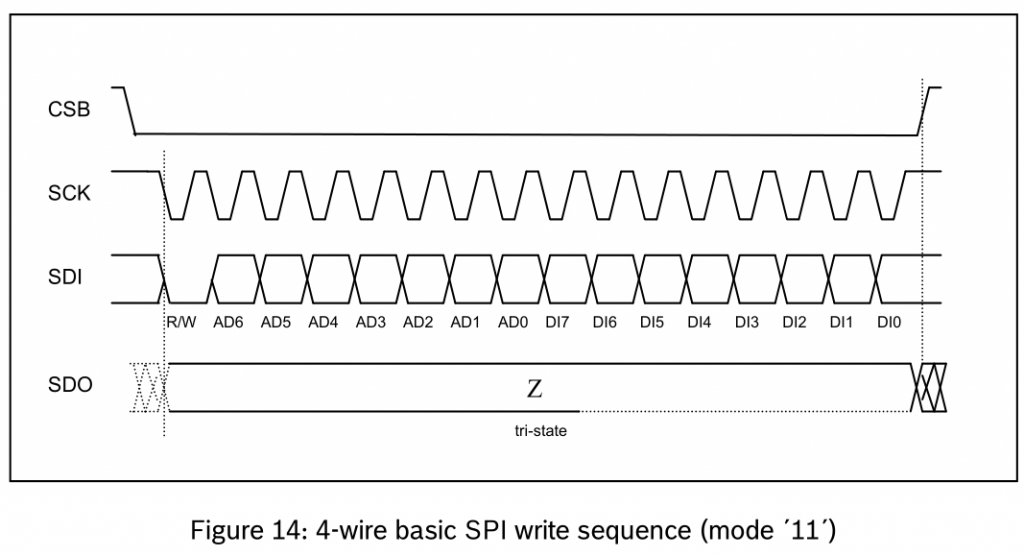 CSB
SCK
SDI
R/W AD6 AD5 AD4 AD3 AD2 AD1 AD0 DI7 DI6 DI5 DI4 DI3 DI2 DI1 DI0
SDO
Z
tri-state
Figure 14: 4-wire basic SPI write sequence (mode ´11´)